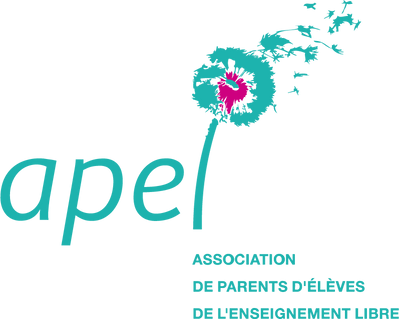 apel
ASSOCIATION
DE PARENTS D'ÉLÈVES
DE L'ENSEIGNEMENT LIBRE